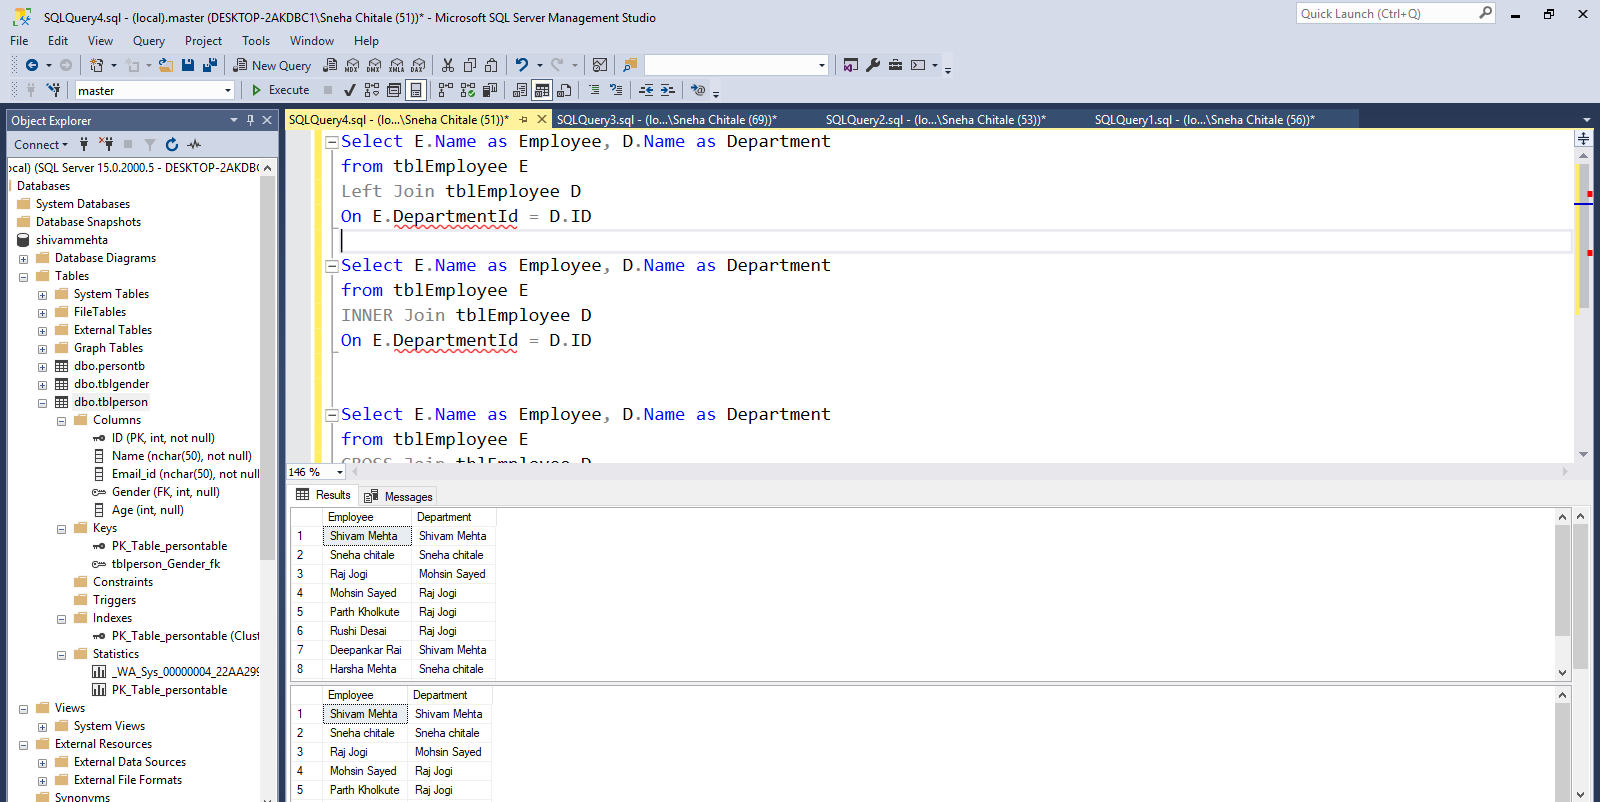 SQLQuery4.sql - (local).master (DESKTOP-2AKDBC1\Sneha Chitale (51))* - Microsoft SQL Server Management Studio
Quick Launch (Ctrl+Q)
File Edit View Query Project Tools Window Help
New Query MDX DMX XMLA DAX
master Execute
Object Explorer
SQLQuery4.sql - (lo...\Sneha Chitale (51))* SQLQuery3.sql - (lo...\Sneha Chitale (69))* SQLQuery2.sql - (lo...\Sneha Chitale (53))* SQLQuery1.sql - (lo...\Sneha Chitale (56))*
Connect
ocal) (SQL Server 15.0.2000.5 - DESKTOP-2AKDB
Databases
System Databases
Database Snapshots
shivammehta
Database Diagrams
Tables
System Tables
FileTables
External Tables
Graph Tables
dbo.persontb
dbo.tblgender
dbo.tblperson
Columns
ID (PK, int, not null)
Name (nchar(50), not null)
Email_id (nchar(50), not null
Gender (FK, int, null)
Age (int, null)
Keys
PK_Table_persontable
tblperson_Gender_fk
Constraints
Triggers
Indexes
PK_Table_persontable (Clust
Statistics
_WA_Sys_00000004_22AA299
PK_Table_persontable
Views
System Views
External Resources
External Data Sources
External File Formats
Synonyms
Select E.Name as Employee, D.Name as Department
from tblEmployee E
Left Join tblEmployee D
On E.DepartmentId = D.ID
Select E.Name as Employee, D.Name as Department
from tblEmployee E
INNER Join tblEmployee D
On E.DepartmentId = D.ID
Select E.Name as Employee, D.Name as Department
from tblEmployee E
CROSS Join tblEmployee D
146 %
Results Messages
Employee Department
1 Shivam Mehta Shivam Mehta
2 Sneha chitale Sneha chitale
3 Raj Jogi Mohsin Sayed
4 Mohsin Sayed Raj Jogi
5 Parth Kholkute Raj Jogi
6 Rushi Desai Raj Jogi
7 Deepankar Rai Shivam Mehta
8 Harsha Mehta Sneha chitale
Employee Department
1 Shivam Mehta Shivam Mehta
2 Sneha chitale Sneha chitale
3 Raj Jogi Mohsin Sayed
4 Mohsin Sayed Raj Jogi
5 Parth Kholkute Raj Jogi